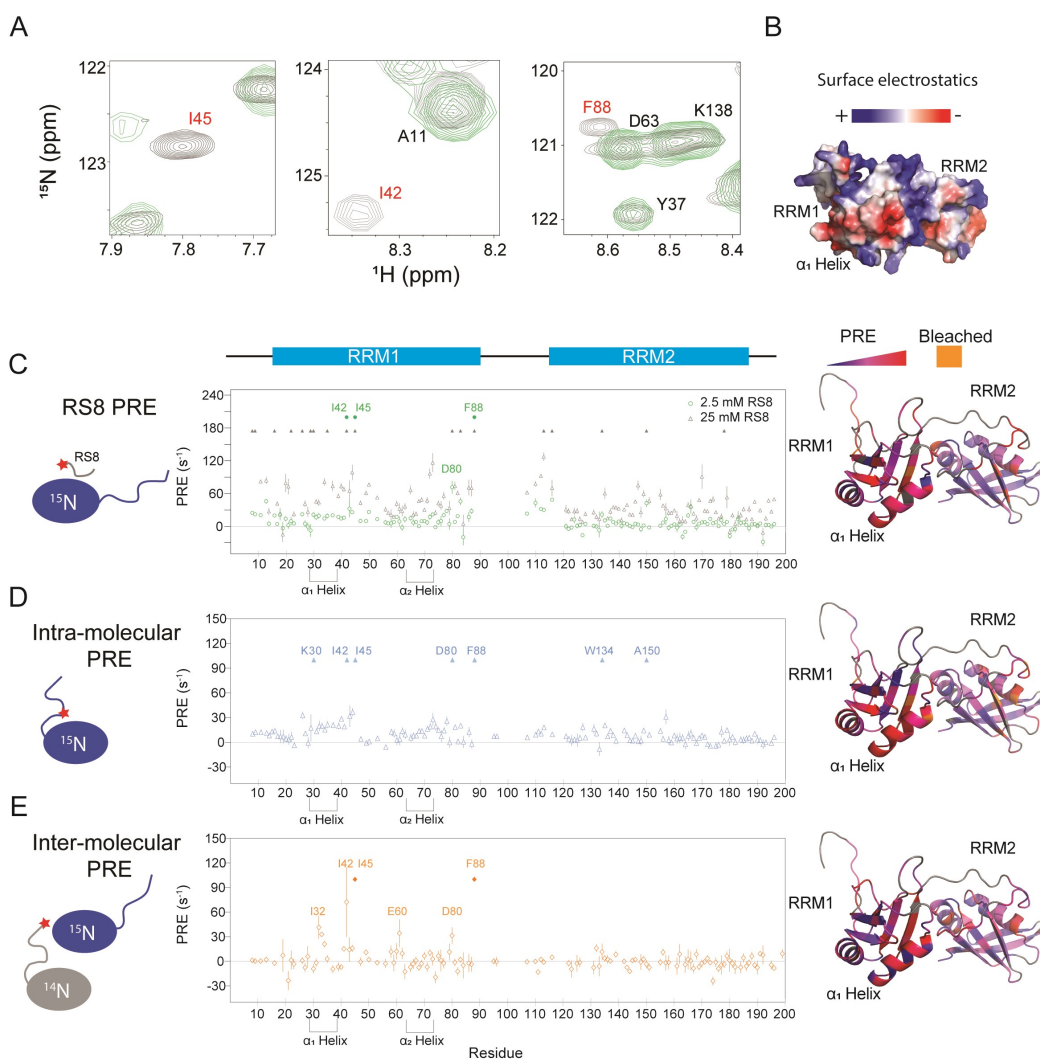 A
122
123
¹⁵N (ppm)
I45
7.9
7.8
7.7
124
125
A11
I42
8.3
8.2
¹H (ppm)
120
121
122
F88
D63
K138
Y37
8.6
8.5
8.4
B
Surface electrostatics
+
-
RRM2
RRM1
α₁ Helix
RRM1
RRM2
C
RS8 PRE
RS8
¹⁵N
PRE (s⁻¹)
240
180
120
60
0
I42 I45
F88
D80
2.5 mM RS8
25 mM RS8
10 20 30 40 50 60 70 80 90 100 110 120 130 140 150 160 170 180 190 200
α₁ Helix
α₂ Helix
PRE
Bleached
RRM2
RRM1
α₁ Helix
D
Intra-molecular
PRE
¹⁵N
PRE (s⁻¹)
150
120
90
60
30
0
-30
K30 I42 I45 D80 F88 W134 A150
10 20 30 40 50 60 70 80 90 100 110 120 130 140 150 160 170 180 190 200
α₁ Helix
α₂ Helix
RRM2
RRM1
α₁ Helix
E
Inter-molecular
PRE
¹⁵N
¹⁴N
PRE (s⁻¹)
150
120
90
60
30
0
-30
I42 I45
F88
I32
E60
D80
10 20 30 40 50 60 70 80 90 100 110 120 130 140 150 160 170 180 190 200
α₁ Helix
α₂ Helix
Residue
RRM2
RRM1
α₁ Helix